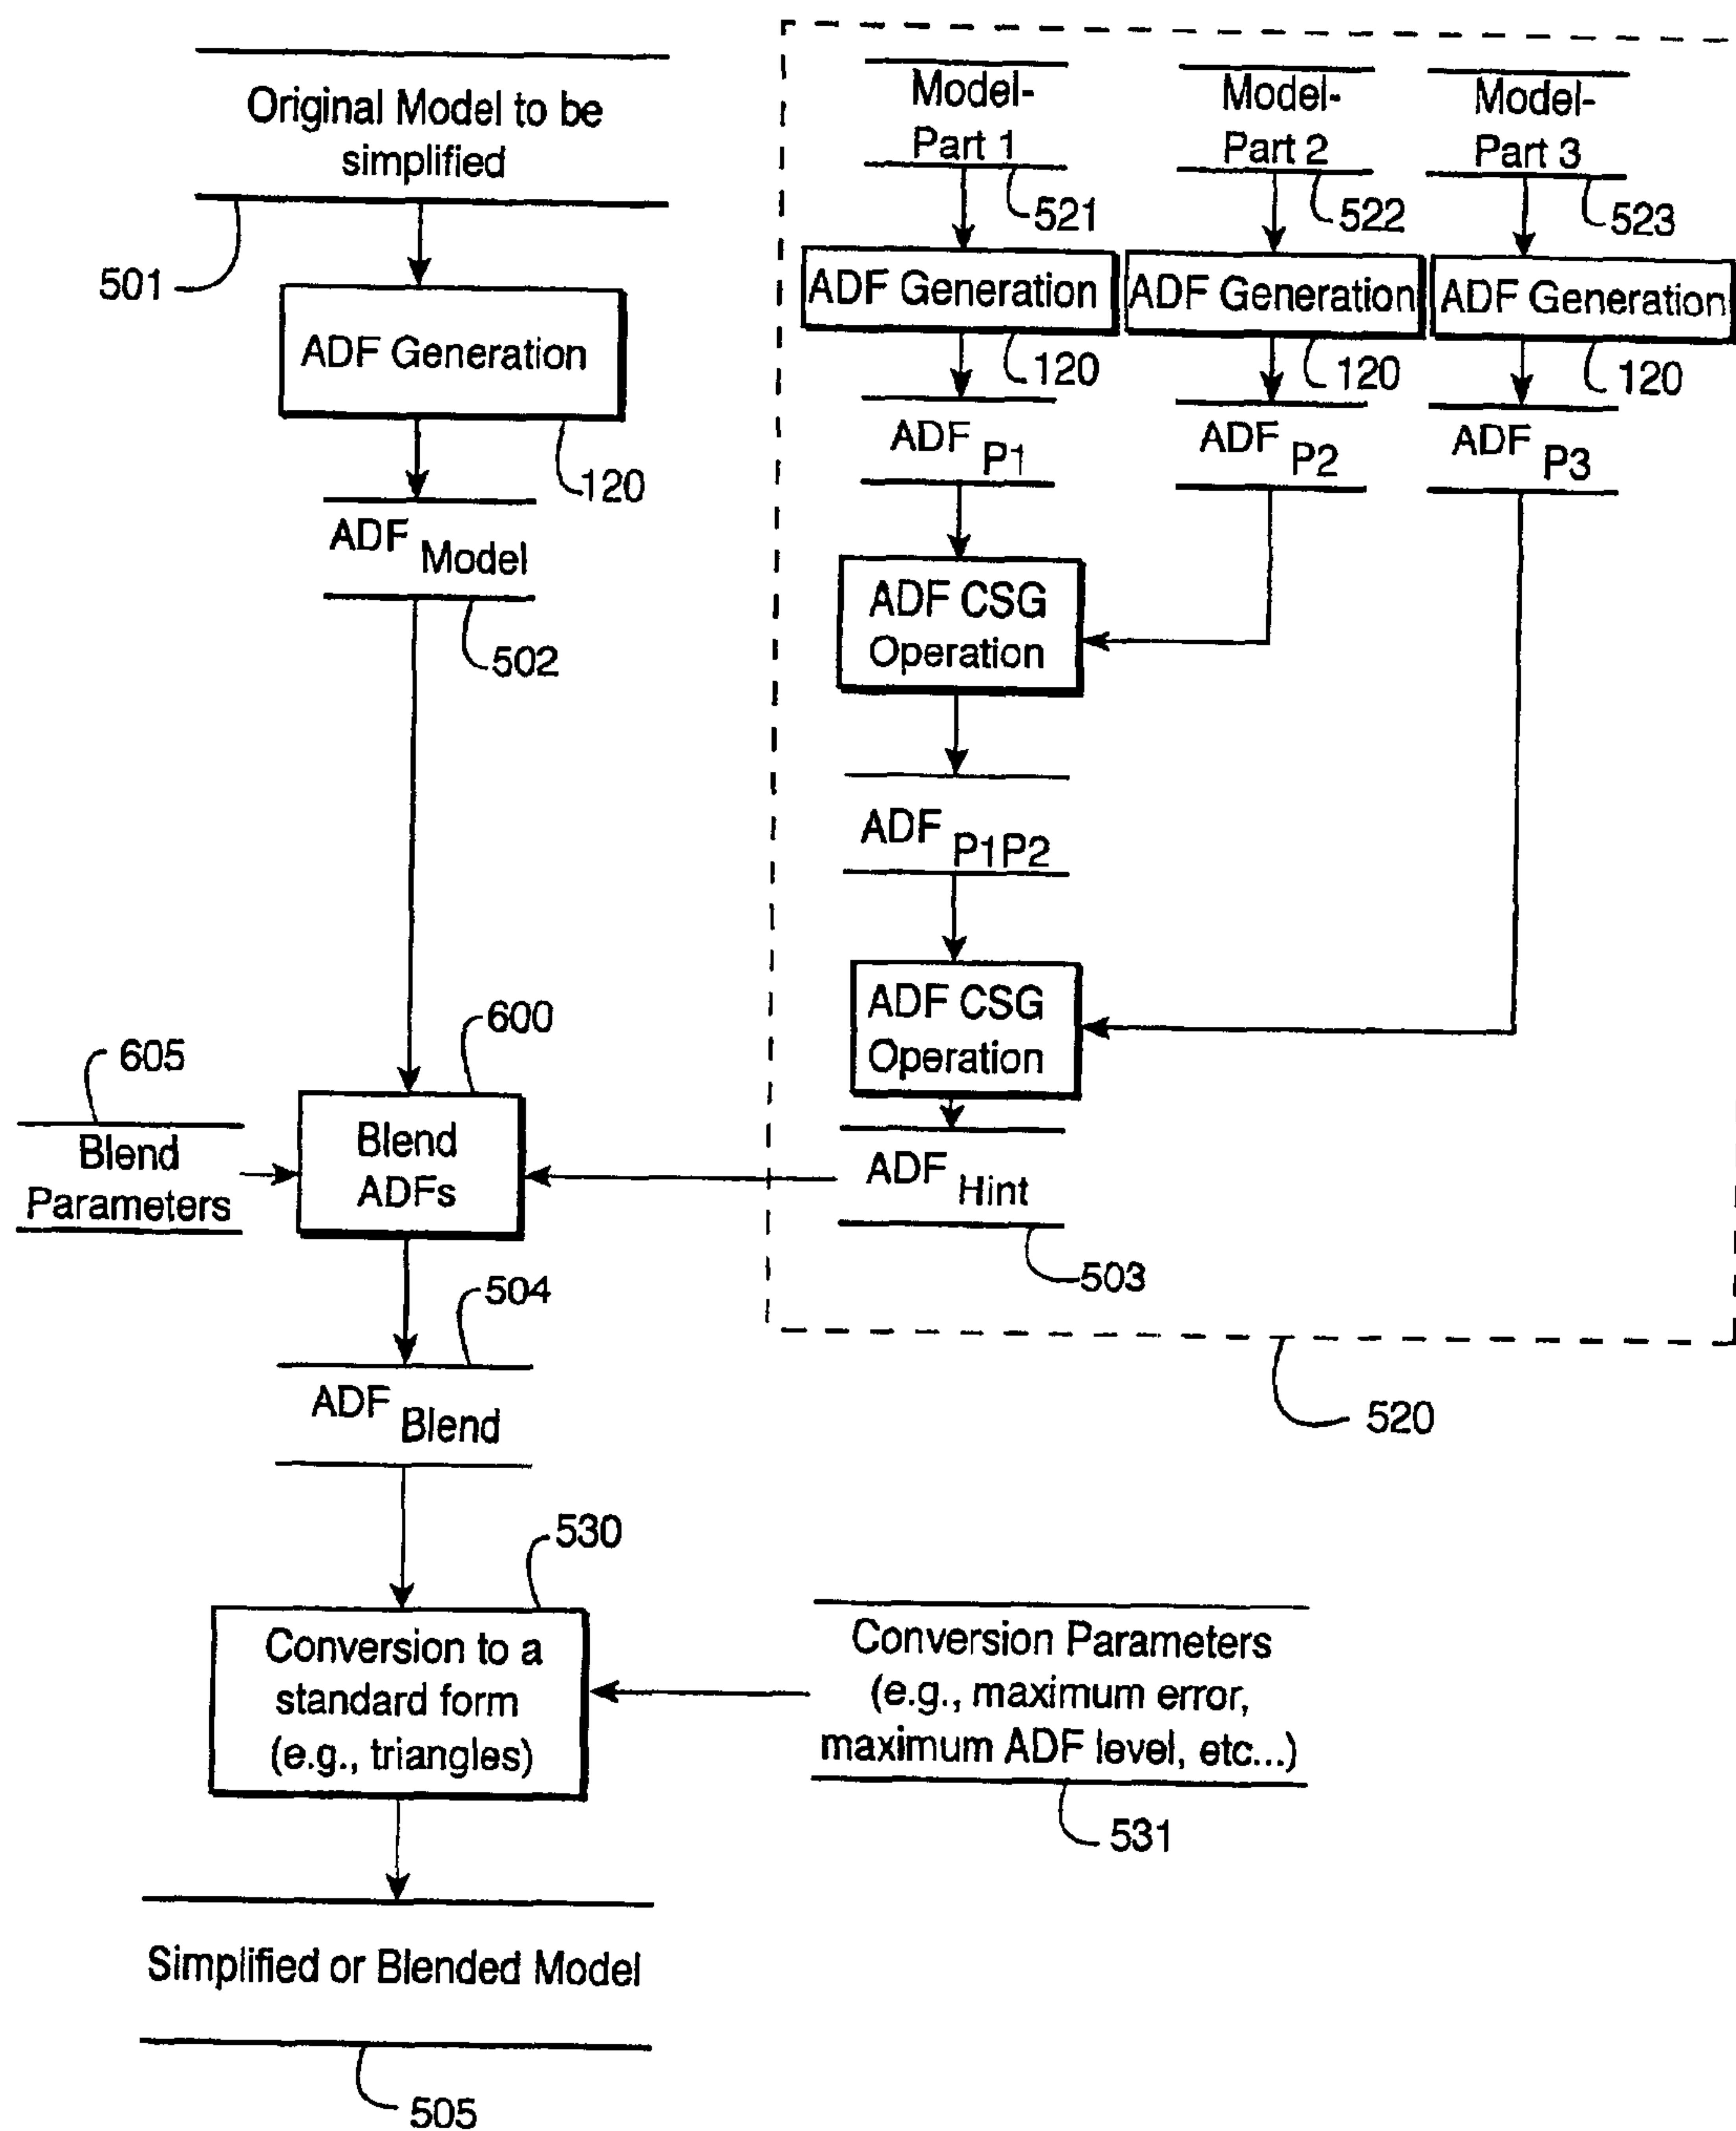 Original Model to be
simplified
501
ADF Generation
120
ADF Model
502
Model-
Part 1
521
Model-
Part 2
522
Model-
Part 3
523
ADF Generation
120
ADF Generation
120
ADF Generation
120
ADF P1
ADF P2
ADF P3
ADF CSG
Operation
ADF P1P2
ADF CSG
Operation
ADF Hint
503
520
600
605
Blend
Parameters
Blend
ADFs
504
ADF Blend
530
Conversion to a
standard form
(e.g., triangles)
Conversion Parameters
(e.g., maximum error,
maximum ADF level, etc...)
531
Simplified or Blended Model
505